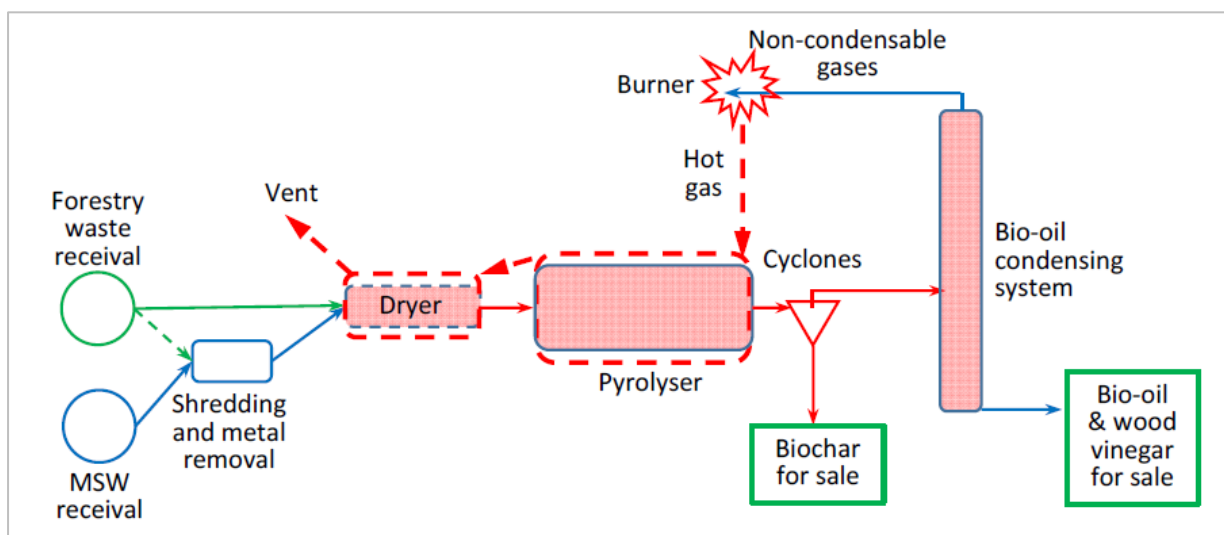 Non-condensable
gases
Burner
Hot
gas
Vent
Forestry
waste
receival
Cyclones
Bio-oil
condensing
system
Dryer
Pyrolyser
Shredding
and metal
removal
MSW
receival
Biochar
for sale
Bio-oil
& wood
vinegar
for sale